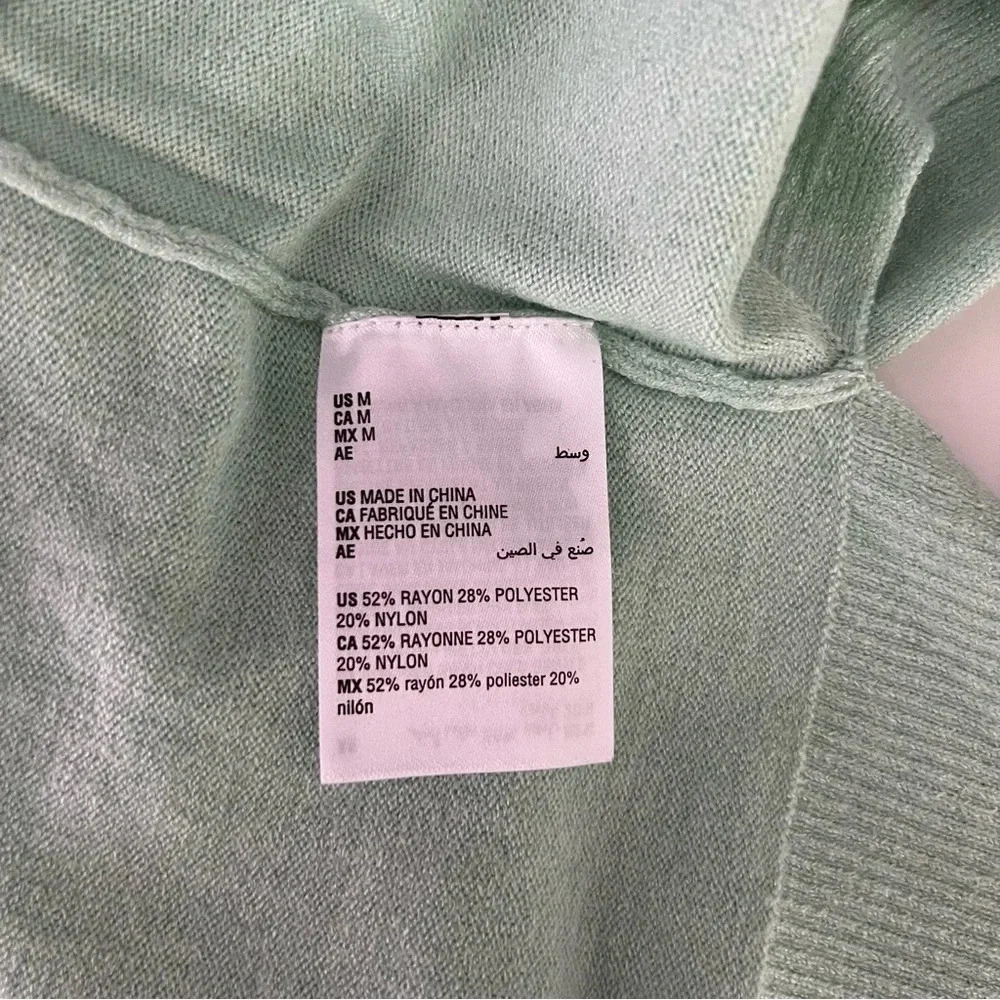 US M
CA M
MX M
AE وسط
US MADE IN CHINA
CA FABRIQUÉ EN CHINE
MX HECHO EN CHINA
AE صُنع في الصين
US 52% RAYON 28% POLYESTER
20% NYLON
CA 52% RAYONNE 28% POLYESTER
20% NYLON
MX 52% rayón 28% poliester 20%
nilón